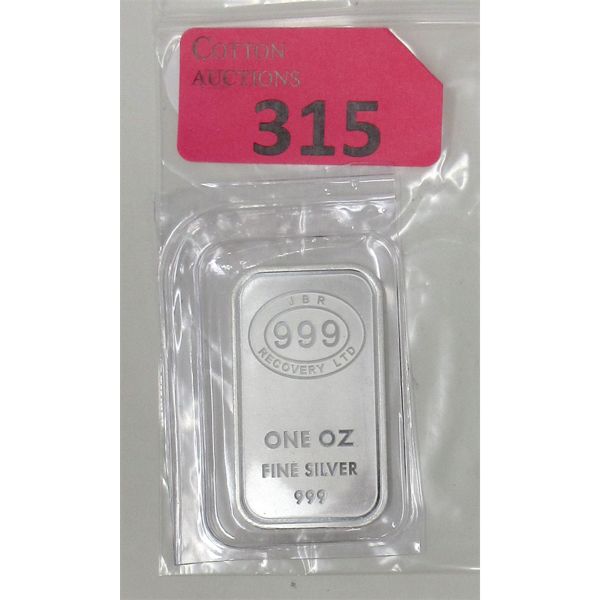 COTTON
AUCTIONS
315
JBR
999
RECOVERY LTD
ONE OZ
FINE SILVER
999